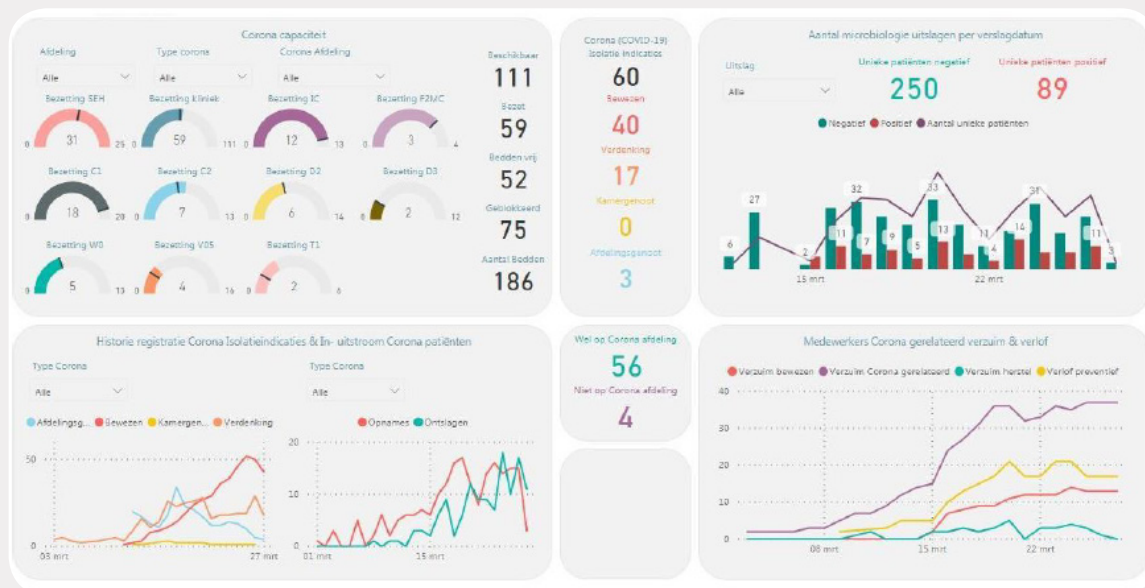 Corona capaciteit
Afdeling
Type corona
Corona Afdeling
Alle
Alle
Alle
Bezetting SEH
Bezetting Kliniek
Bezetting IC
Bezetting F2MC
0 31 25
0 59 111
0 12 13
0 3 4
Bezetting C1
Bezetting C2
Bezetting D2
Bezetting D3
0 18 20
0 7 13
0 6 14
0 2 12
Bezetting W0
Bezetting V05
Bezetting T1
0 5 13
0 4 16
0 2 6
Beschikbaar
111
Bezet
59
Bedden vrij
52
Geblokkeerd
75
Aantal Bedden
186
Corona (COVID-19)
Isolatie indicaties
60
Bewezen
40
Verdenking
17
Kamergenoot
0
Afdelingsgenoot
3
Aantal microbiologie uitslagen per verslagdatum
Uitslag
Alle
Unieke patiënten negatief
250
Unieke patiënten positief
89
Negatief Positief Aantal unieke patiënten
6 27 2 11 32 7 9 5 33 13 11 4 14 31 11 3
15 mrt 22 mrt
Historie registratie Corona Isolatieindicaties & In- uitstroom Corona patiënten
Type Corona
Alle
Type Corona
Alle
Afdelingsg... Bewezen Kamergen... Verdenking
50
0
03 mrt 27 mrt
Opnames Ontslagen
20
10
0
01 mrt 15 mrt
Wel op Corona afdeling
56
Niet op Corona afdeling
4
Medewerkers Corona gerelateerd verzuim & verlof
Verzuim bewezen Verzuim Corona gerelateerd Verzuim herstel Verlof preventief
40
30
20
10
0
08 mrt 15 mrt 22 mrt